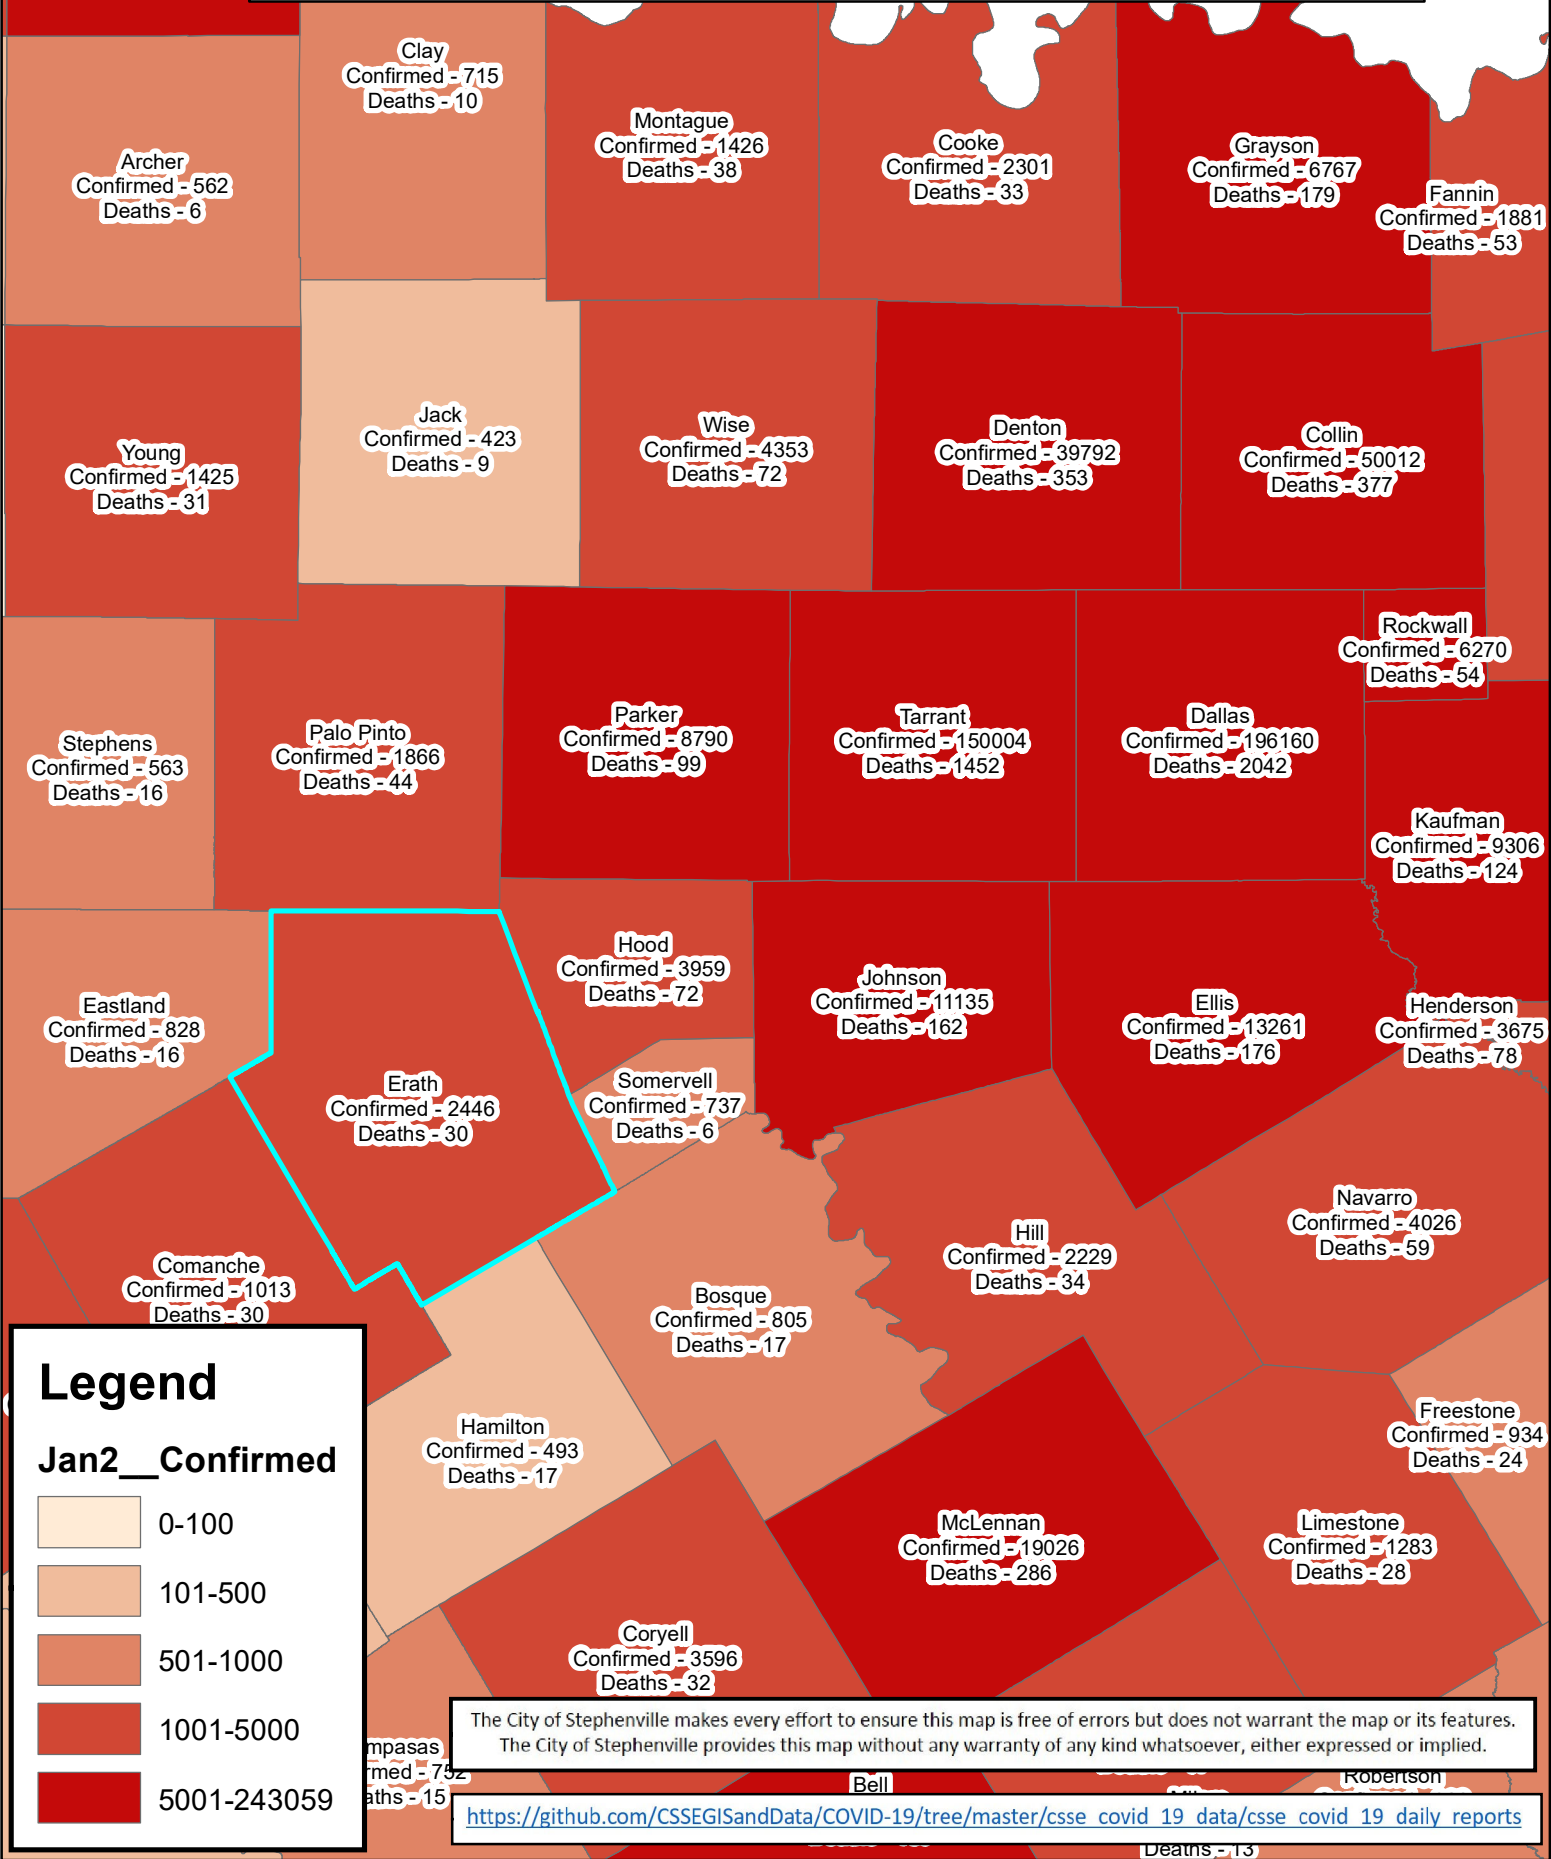 Clay
Confirmed - 715
Deaths - 10
Montague
Confirmed - 1426
Deaths - 38
Cooke
Confirmed - 2301
Deaths - 33
Grayson
Confirmed - 6767
Deaths - 179
Archer
Confirmed - 562
Deaths - 6
Fannin
Confirmed - 1881
Deaths - 53
Jack
Confirmed - 423
Deaths - 9
Wise
Confirmed - 4353
Deaths - 72
Denton
Confirmed - 39792
Deaths - 353
Collin
Confirmed - 50012
Deaths - 377
Young
Confirmed - 1425
Deaths - 31
Rockwall
Confirmed - 6270
Deaths - 54
Stephens
Confirmed - 563
Deaths - 16
Palo Pinto
Confirmed - 1866
Deaths - 44
Parker
Confirmed - 8790
Deaths - 99
Tarrant
Confirmed - 150004
Deaths - 1452
Dallas
Confirmed - 196160
Deaths - 2042
Kaufman
Confirmed - 9306
Deaths - 124
Hood
Confirmed - 3959
Deaths - 72
Johnson
Confirmed - 11135
Deaths - 162
Eastland
Confirmed - 828
Deaths - 16
Ellis
Confirmed - 13261
Deaths - 176
Henderson
Confirmed - 3675
Deaths - 78
Erath
Confirmed - 2446
Deaths - 30
Somervell
Confirmed - 737
Deaths - 6
Navarro
Confirmed - 4026
Deaths - 59
Hill
Confirmed - 2229
Deaths - 34
Comanche
Confirmed - 1013
Deaths - 30
Bosque
Confirmed - 805
Deaths - 17
Hamilton
Confirmed - 493
Deaths - 17
Freestone
Confirmed - 934
Deaths - 24
McLennan
Confirmed - 19026
Deaths - 286
Limestone
Confirmed - 1283
Deaths - 28
Coryell
Confirmed - 3596
Deaths - 32
Legend
Jan2__Confirmed
0-100
101-500
501-1000
1001-5000
5001-243059
mpasas
rmed - 752
aths - 15
The City of Stephenville makes every effort to ensure this map is free of errors but does not warrant the map or its features.
The City of Stephenville provides this map without any warranty of any kind whatsoever, either expressed or implied.
Bell
Robertson
https://github.com/CSSEGISandData/COVID-19/tree/master/csse_covid_19_data/csse_covid_19_daily_reports
Deaths - 13